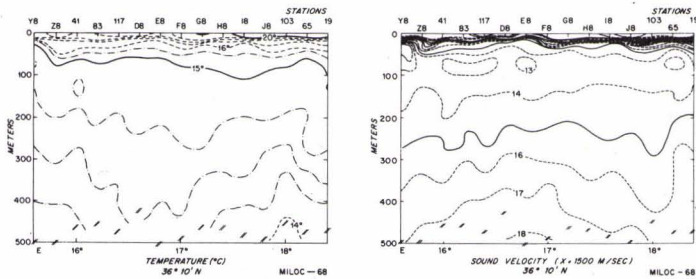 STATIONS
Y8 Z8 41 B3 117 D8 E8 F8 G8 H8 I8 J8 103 65 19
0
100
200
300
400
500
METERS
20°
16°
15°
14°
E 16° 17° 18°
TEMPERATURE (°C)
36° 10' N
MILOC - 68
STATIONS
Y8 Z8 41 B3 117 D8 E8 F8 G8 H8 I8 J8 103 65 19
0
100
200
300
400
500
METERS
13
14
16
17
18
E 16° 17° 18°
SOUND VELOCITY (X + 1500 M/SEC)
36° 10' N
MILOC - 68